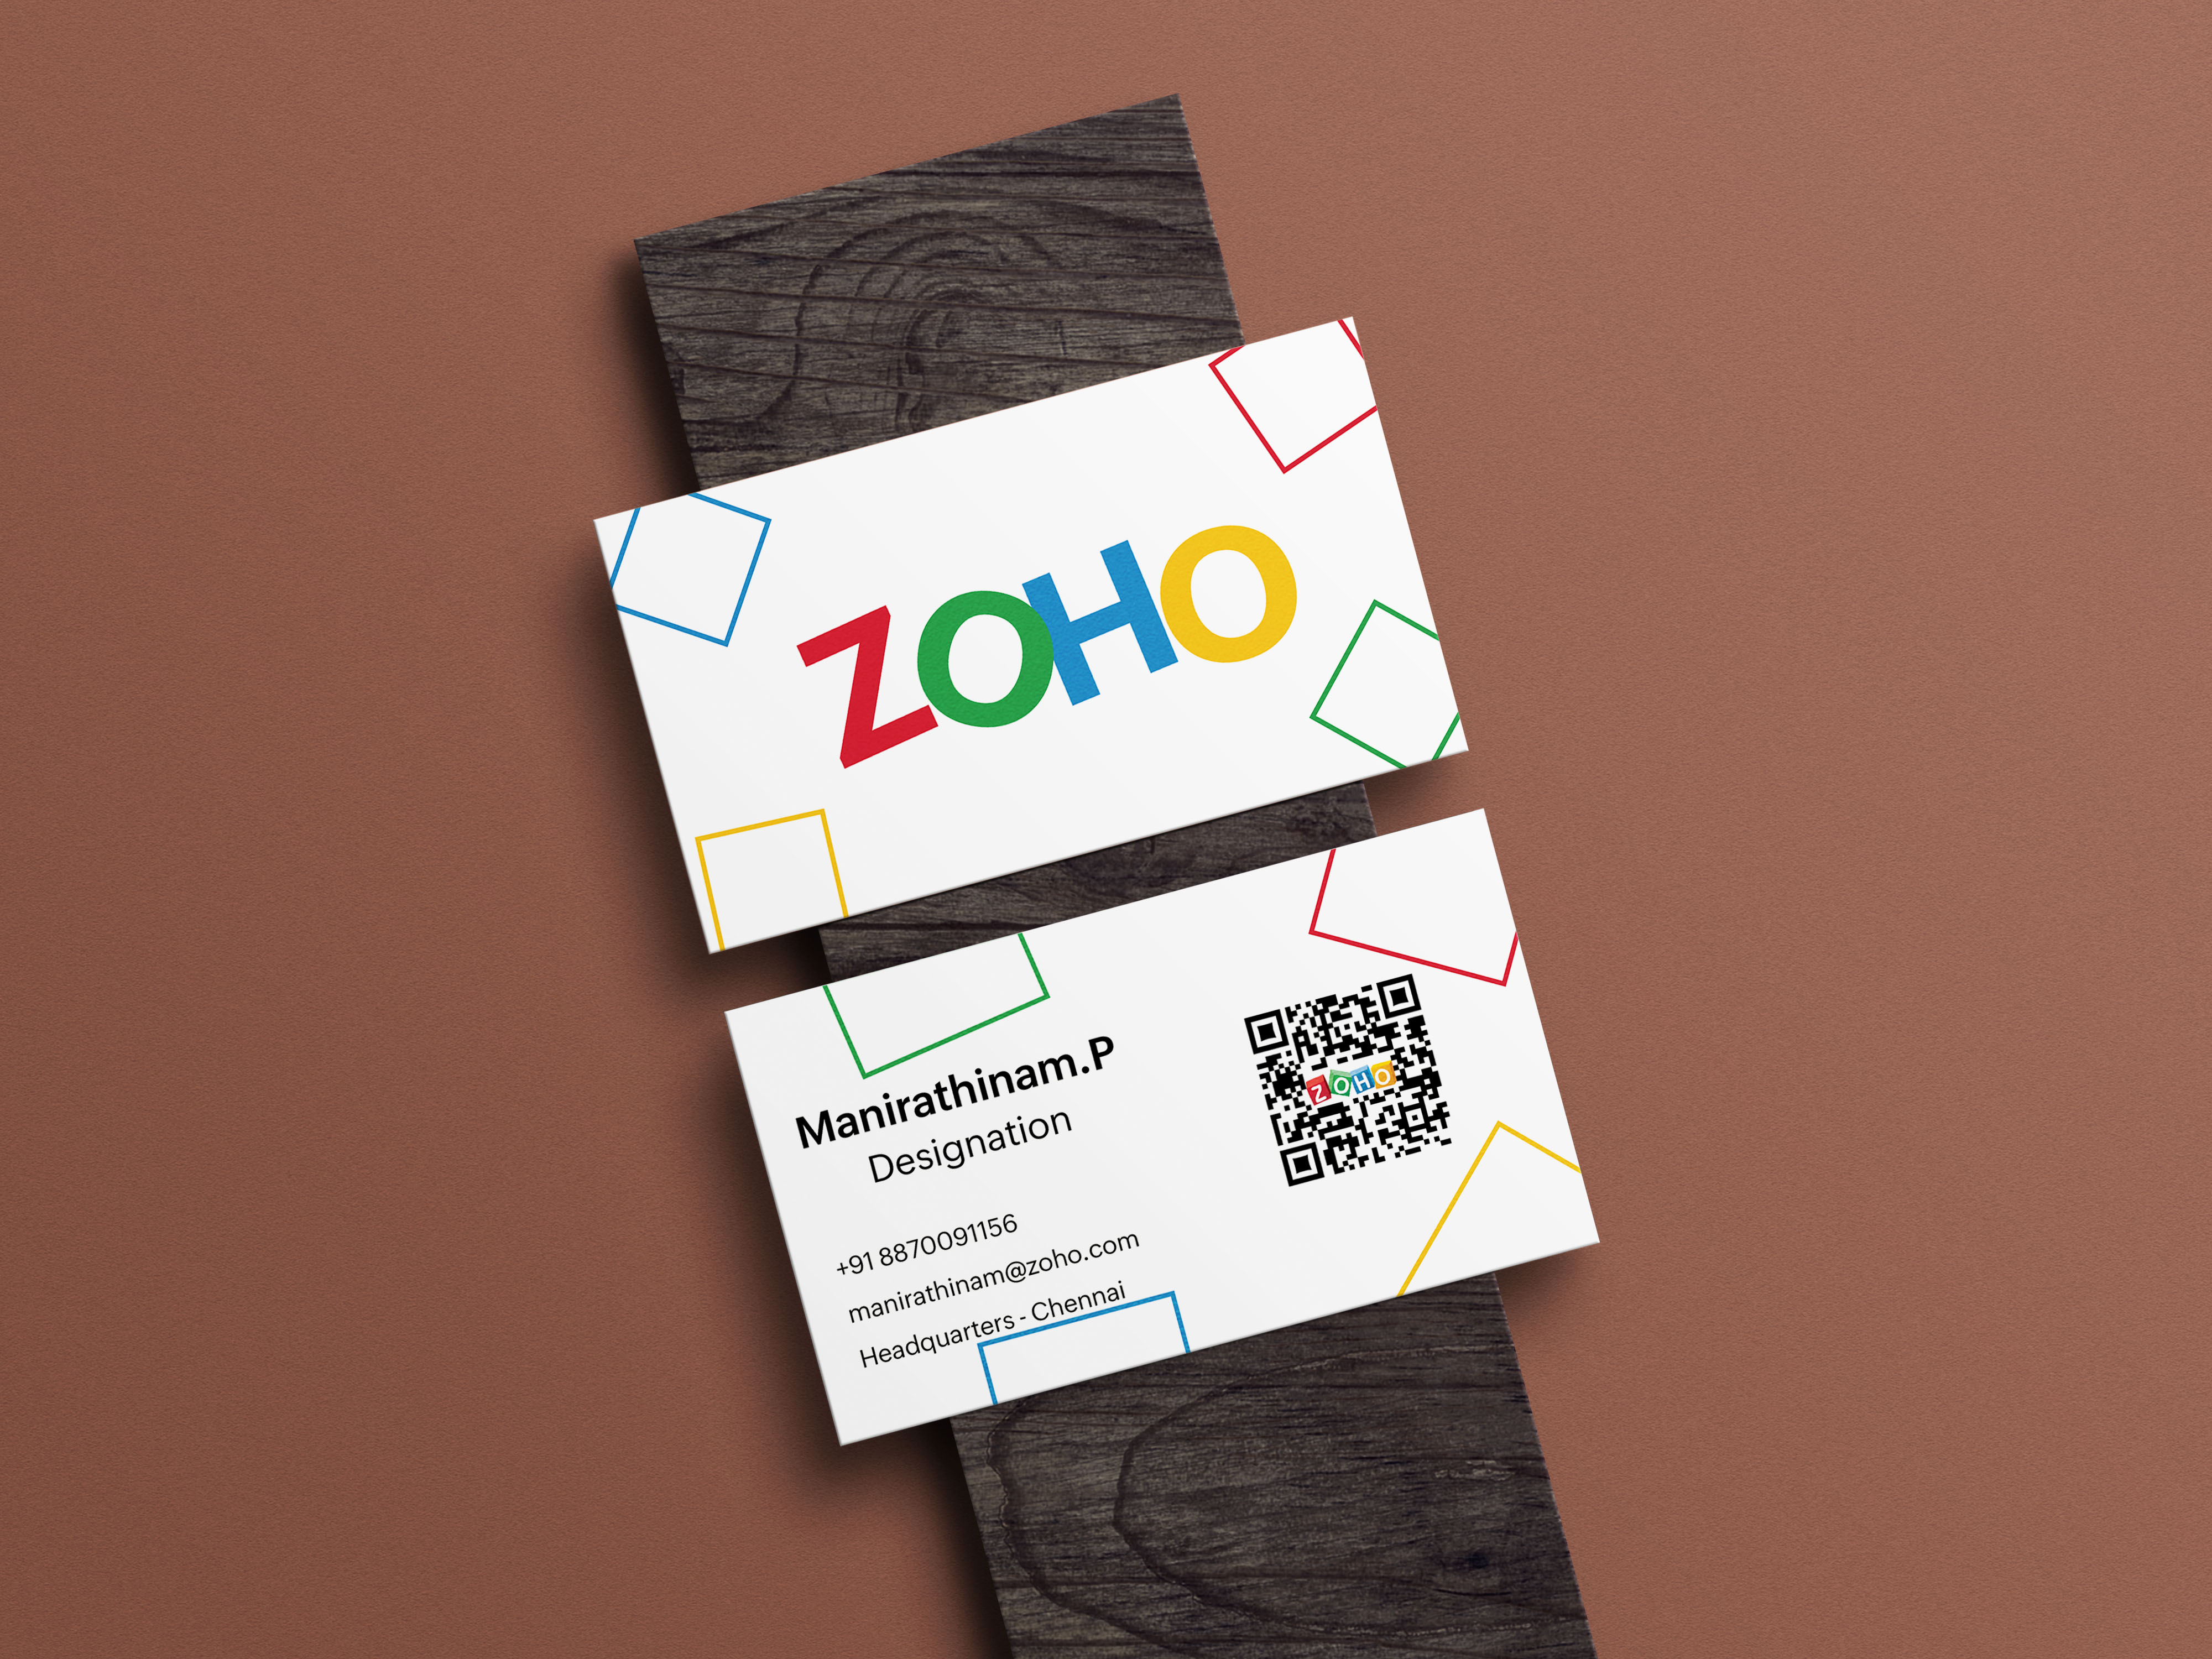 ZOHO
Manirathinam.P
Designation
ZOHO
+91 8870091156
manirathinam@zoho.com
Headquarters - Chennai